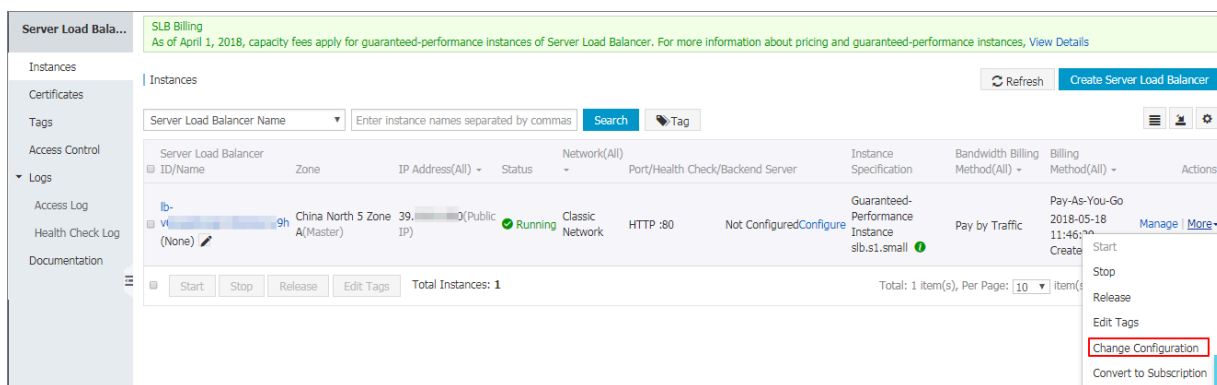 Server Load Bala...
SLB Billing
As of April 1, 2018, capacity fees apply for guaranteed-performance instances of Server Load Balancer. For more information about pricing and guaranteed-performance instances, View Details
Instances
Certificates
Tags
Access Control
Logs
Access Log
Health Check Log
Documentation
Instances
Refresh
Create Server Load Balancer
Server Load Balancer Name
Enter instance names separated by commas
Search
Tag
Server Load Balancer
ID/Name
Zone
IP Address(All)
Status
Network(All)
Port/Health Check/Backend Server
Instance
Specification
Bandwidth Billing
Method(All)
Billing
Method(All)
Actions
lb-
9h
(None)
China North 5 Zone
A(Master)
39. 0(Public
IP)
Running
Classic
Network
HTTP :80
Not ConfiguredConfigure
Guaranteed-
Performance
Instance
slb.s1.small
Pay by Traffic
Pay-As-You-Go
2018-05-18
Create
Manage | More
Start
Stop
Release
Edit Tags
Change Configuration
Convert to Subscription
Start
Stop
Release
Edit Tags
Total Instances: 1
Total: 1 item(s), Per Page: 10 item(s